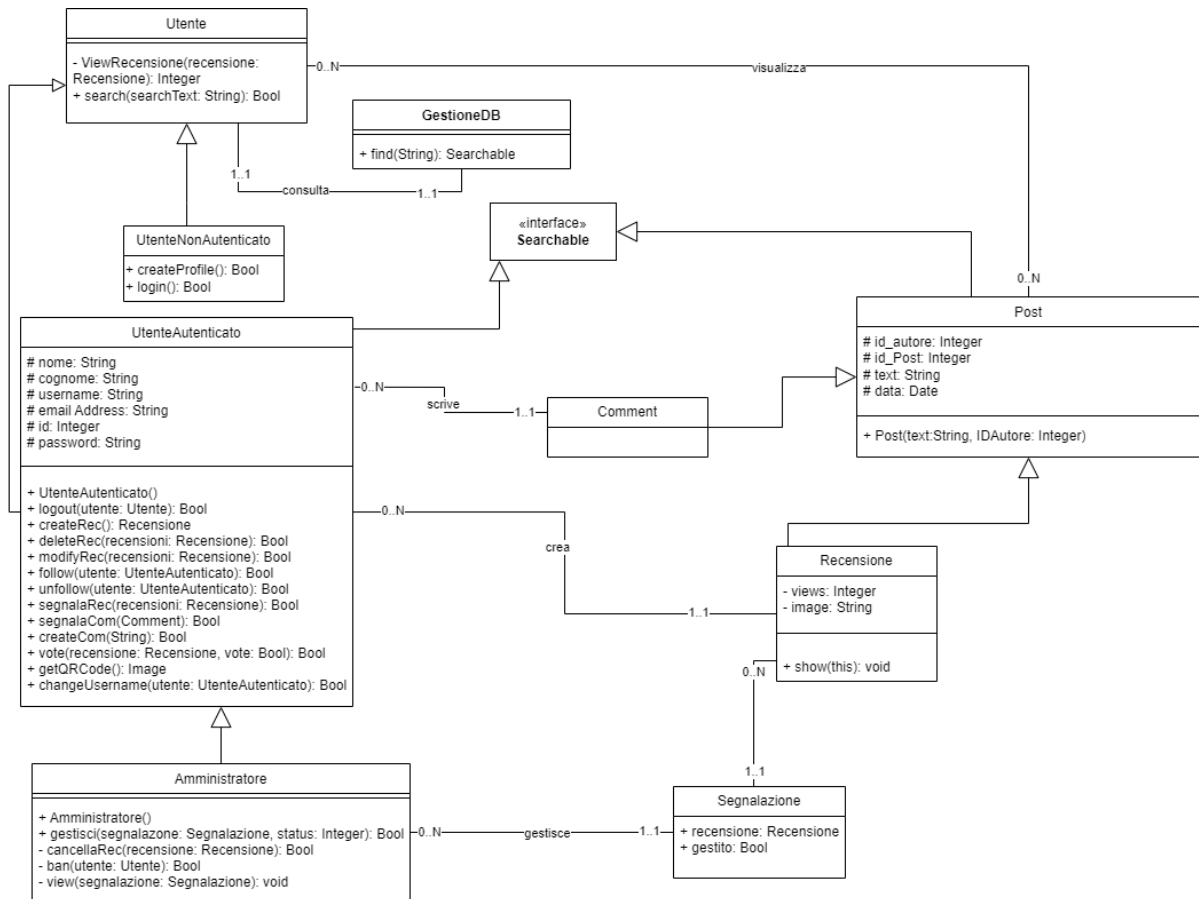 Utente
- ViewRecensione(recensione:
Recensione): Integer
+ search(searchText: String): Bool
0..N
visualizza
GestioneDB
+ find(String): Searchable
1..1
consulta
1..1
«interface»
Searchable
UtenteNonAutenticato
+ createProfile(): Bool
+ login(): Bool
0..N
Post
# id_autore: Integer
# id_Post: Integer
# text: String
# data: Date
+ Post(text:String, IDAutore: Integer)
UtenteAutenticato
# nome: String
# cognome: String
# username: String
# email Address: String
# id: Integer
# password: String
0..N
scrive
1..1
Comment
+ UtenteAutenticato()
+ logout(utente: Utente): Bool
+ createRec(): Recensione
+ deleteRec(recensioni: Recensione): Bool
+ modifyRec(recensioni: Recensione): Bool
+ follow(utente: UtenteAutenticato): Bool
+ unfollow(utente: UtenteAutenticato): Bool
+ segnalaRec(recensioni: Recensione): Bool
+ segnalaCom(Comment): Bool
+ createCom(String): Bool
+ vote(recensione: Recensione, vote: Bool): Bool
+ getQRCode(): Image
+ changeUsername(utente: UtenteAutenticato): Bool
0..N
crea
1..1
Recensione
- views: Integer
- image: String
+ show(this): void
0..N
1..1
Amministratore
+ Amministratore()
+ gestisci(segnalazone: Segnalazione, status: Integer): Bool
- cancellaRec(recensione: Recensione): Bool
- ban(utente: Utente): Bool
- view(segnalazione: Segnalazione): void
0..N
gestisce
1..1
Segnalazione
+ recensione: Recensione
+ gestito: Bool